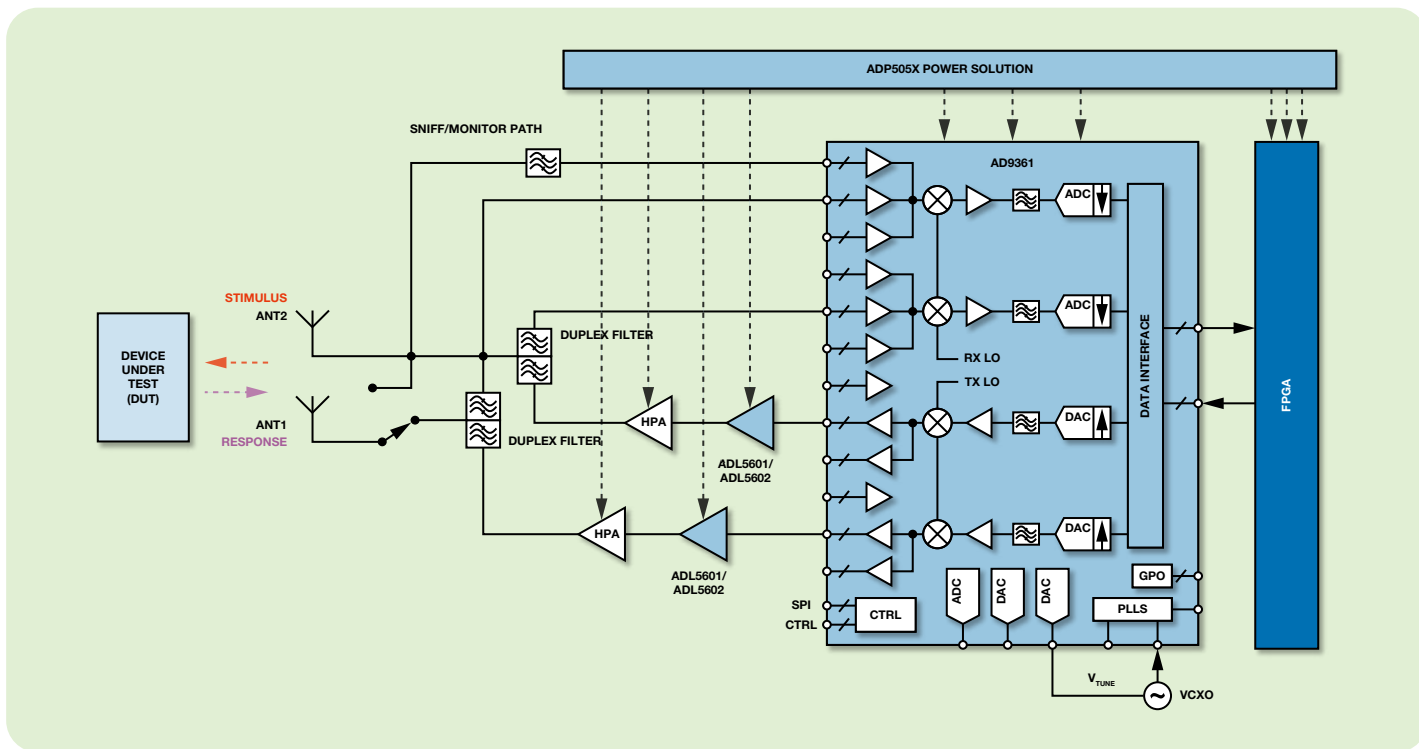 ADP505X POWER SOLUTION
SNIFF/MONITOR PATH
AD9361
ADC
STIMULUS
ANT2
DUPLEX FILTER
ADC
DEVICE
UNDER
TEST
(DUT)
RX LO
TX LO
DATA INTERFACE
FPGA
ANT1
RESPONSE
DUPLEX FILTER
HPA
DAC
ADL5601/
ADL5602
HPA
DAC
ADL5601/
ADL5602
ADC
DAC
DAC
GPO
SPI
CTRL
CTRL
PLLS
VTUNE
~
VCXO